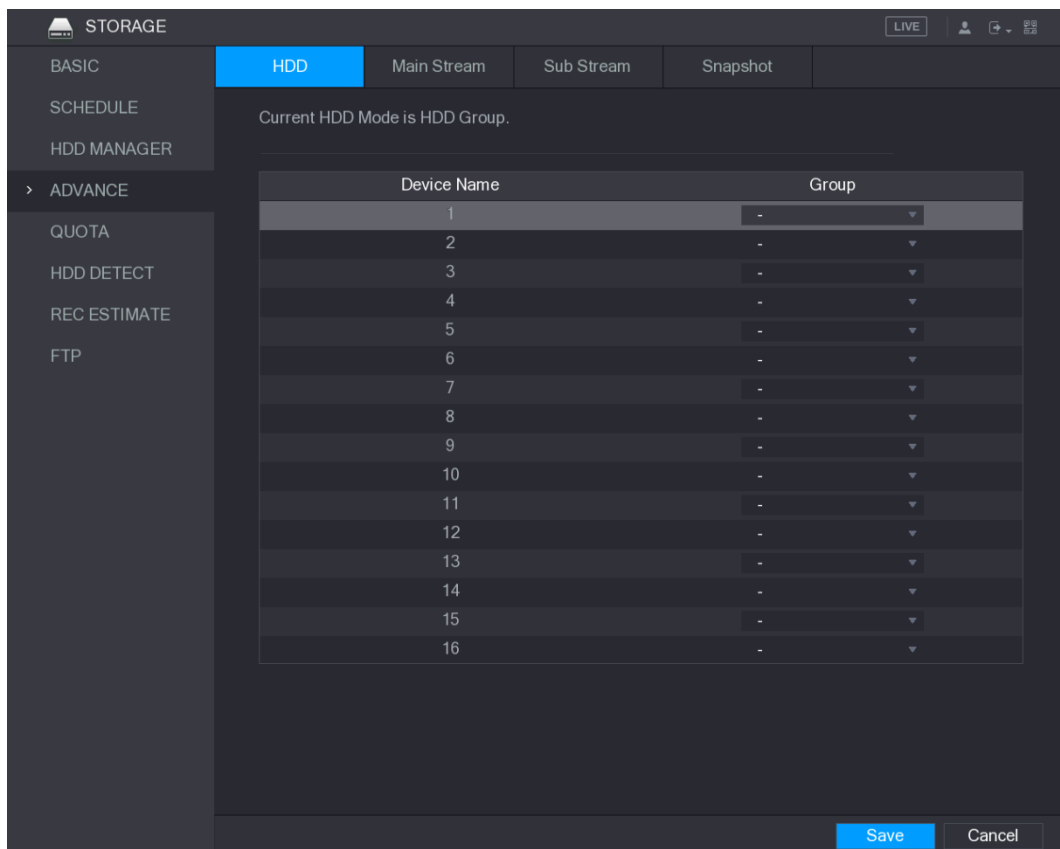 STORAGE LIVE
BASIC
SCHEDULE
HDD MANAGER
ADVANCE
QUOTA
HDD DETECT
REC ESTIMATE
FTP
HDD Main Stream Sub Stream Snapshot
Current HDD Mode is HDD Group.
Device Name Group
1 -
2 -
3 -
4 -
5 -
6 -
7 -
8 -
9 -
10 -
11 -
12 -
13 -
14 -
15 -
16 -
Save Cancel